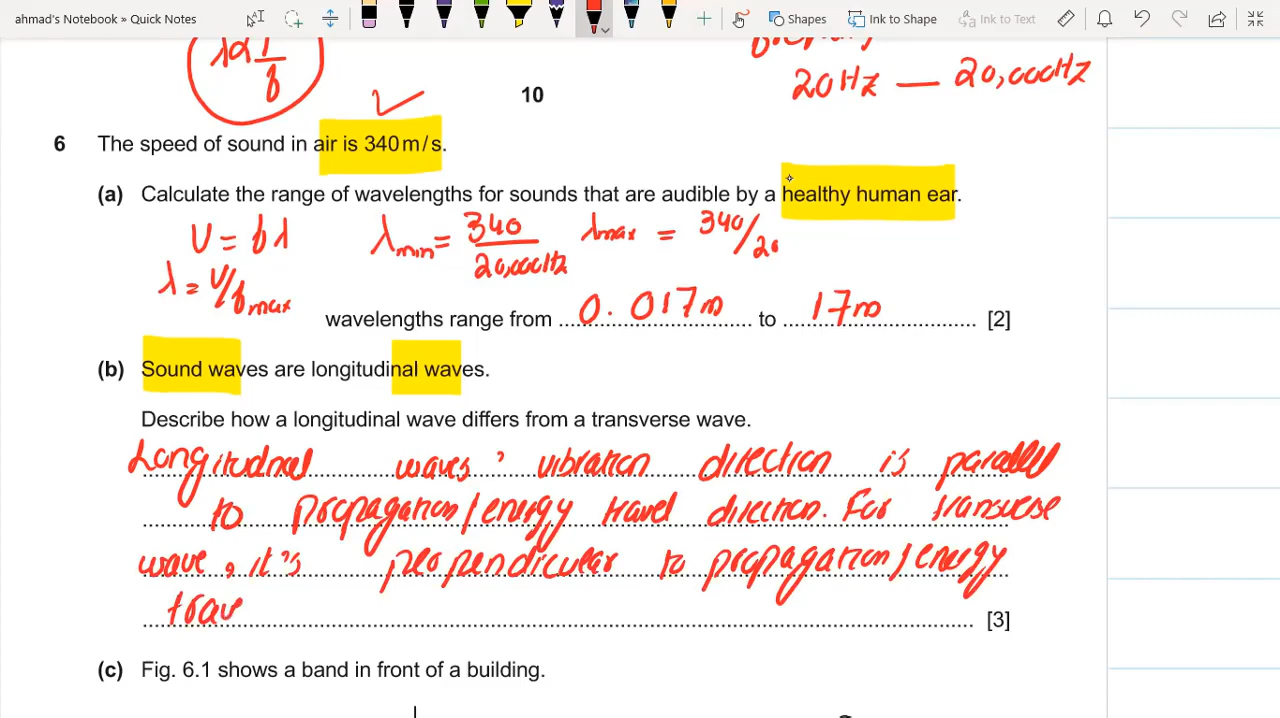 ahmad's Notebook » Quick Notes
Shapes
Ink to Shape
Ink to Text
λ α 1/f
20 Hz — 20,000Hz
10
6 The speed of sound in air is 340 m / s.
(a) Calculate the range of wavelengths for sounds that are audible by a healthy human ear.
v = fλ λmin = 340/20,000Hz λmax = 340/20
λ = v/fmax
wavelengths range from 0.017m to 17m [2]
(b) Sound waves are longitudinal waves.
Describe how a longitudinal wave differs from a transverse wave.
Longitudnal waves' vibration direction is parallel
to propagation/energy travel direction. For transverse
wave, it's perpendicular to propagation/energy
trave
[3]
(c) Fig. 6.1 shows a band in front of a building.